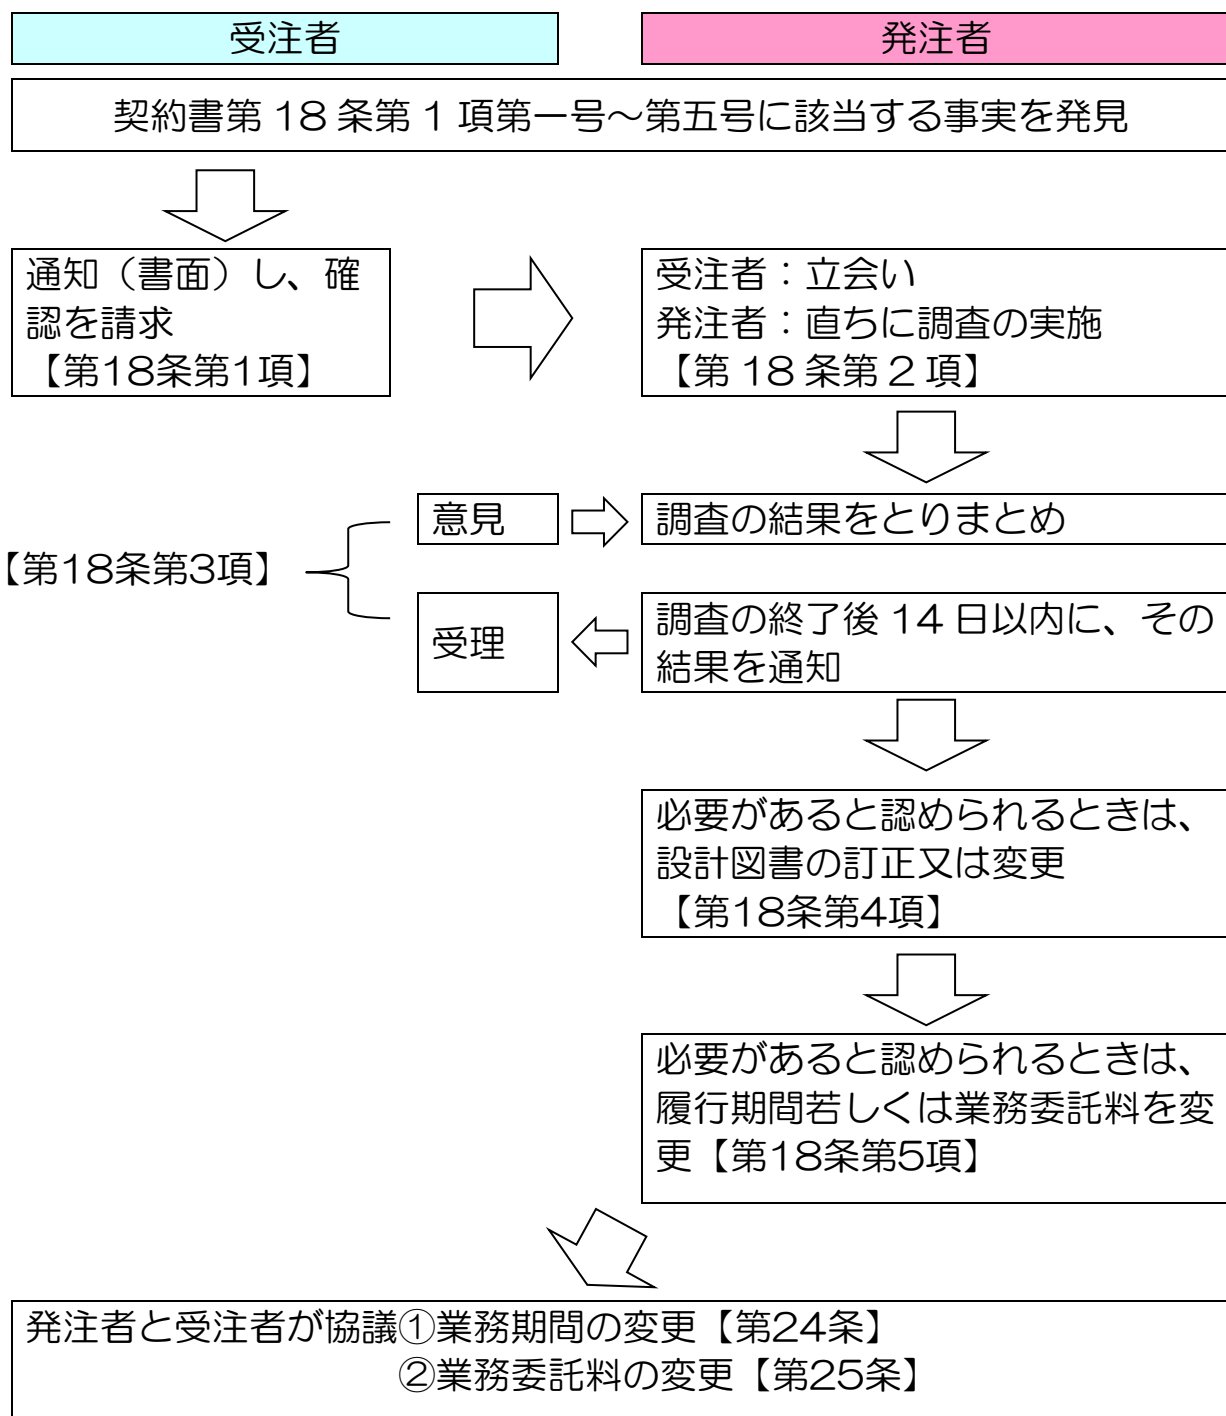 受注者
発注者
契約書第 18 条第 1 項第一号～第五号に該当する事実を発見
通知（書面）し、確
認を請求
【第18条第1項】
受注者：立会い
発注者：直ちに調査の実施
【第 18 条第 2 項】
意見
調査の結果をとりまとめ
【第18条第3項】
受理
調査の終了後 14 日以内に、その
結果を通知
必要があると認められるときは、
設計図書の訂正又は変更
【第18条第4項】
必要があると認められるときは、
履行期間若しくは業務委託料を変
更【第18条第5項】
発注者と受注者が協議①業務期間の変更【第24条】
②業務委託料の変更【第25条】